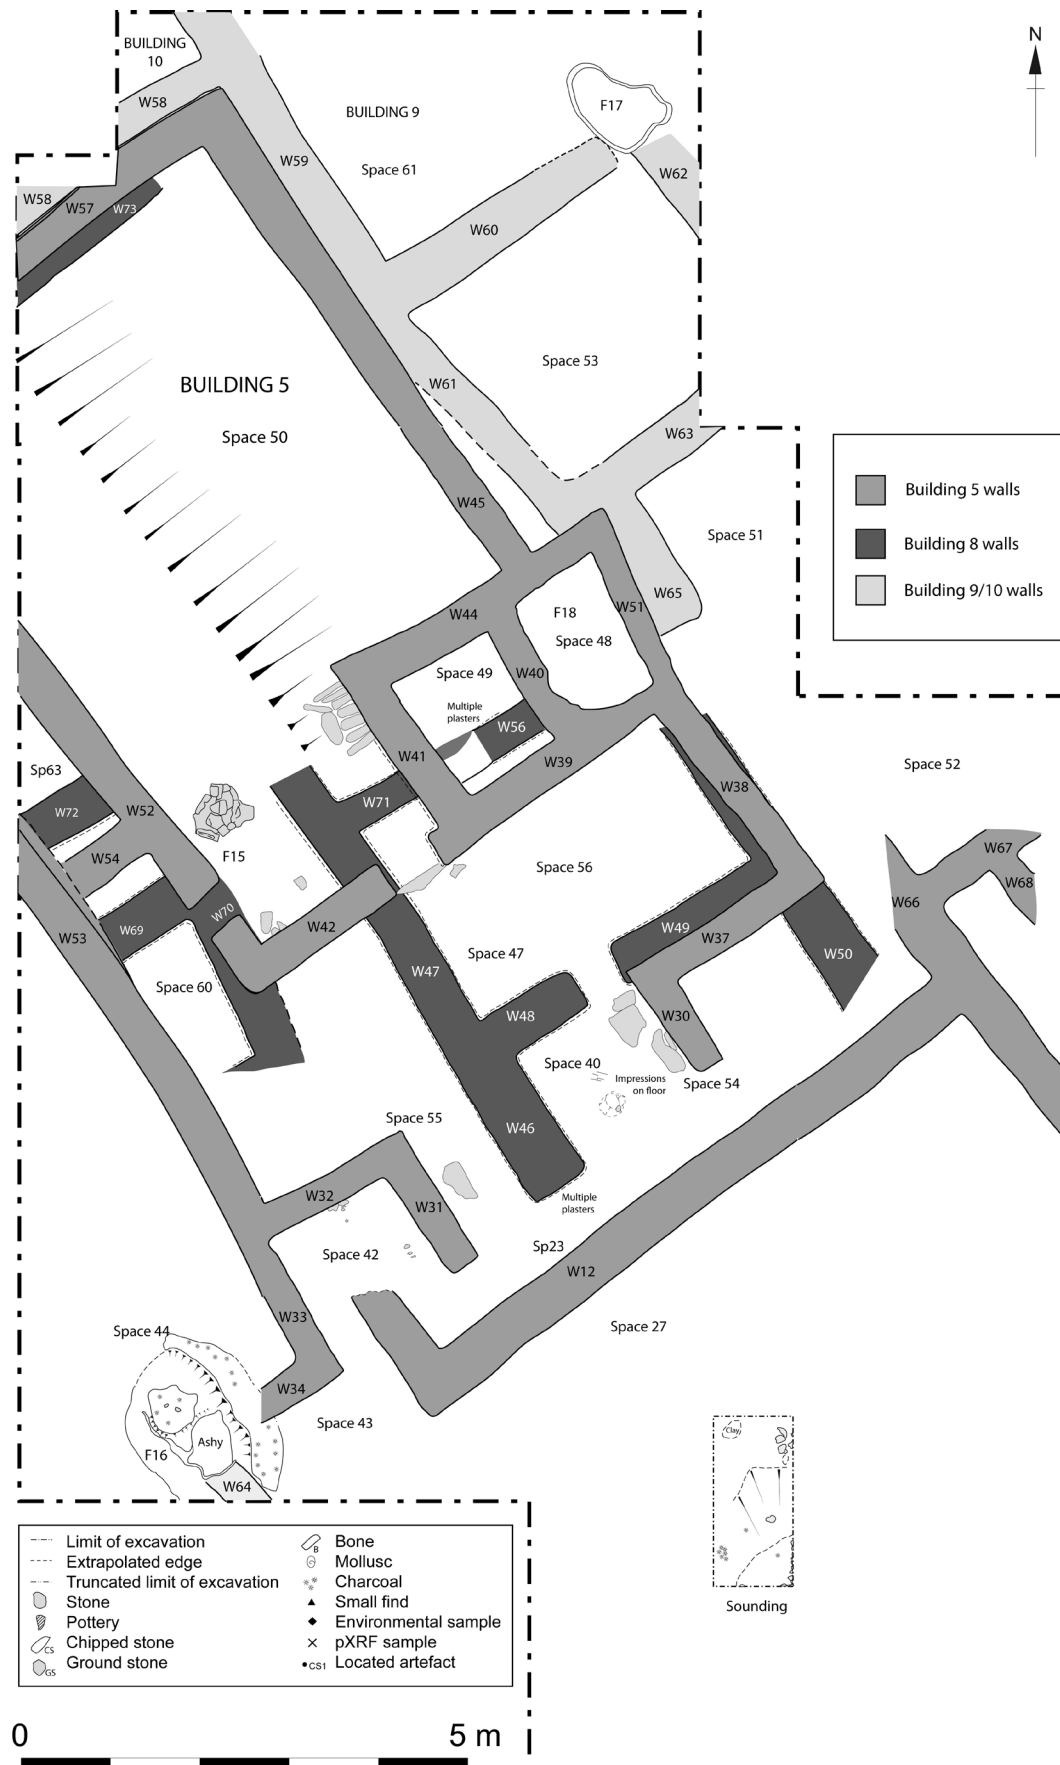 BUILDING
10
N
W58
BUILDING 9
F17
W59
Space 61
W62
W58
W57
W73
W60
Space 53
BUILDING 5
W61
Space 50
W63
W45
Space 51
Building 5 walls
Building 8 walls
Building 9/10 walls
W44
F18
W51
W65
Space 48
Space 49
W40
Multiple
plasters
W56
W41
W39
Sp63
W38
Space 52
W72
W52
W71
W54
F15
Space 56
W67
W68
W70
W66
W69
W53
W42
W49
W37
Space 47
W50
W47
Space 60
W48
W30
Space 40
Impressions
on floor
Space 54
Space 55
W46
W32
W31
Multiple
plasters
Space 42
Sp23
W12
W33
Space 44
Space 27
W34
Space 43
Clay
Ashy
F16
W64
Sounding
Limit of excavation
Extrapolated edge
Truncated limit of excavation
Stone
Pottery
CS Chipped stone
GS Ground stone
B Bone
Mollusc
Charcoal
Small find
Environmental sample
pXRF sample
CS1 Located artefact
0 5 m